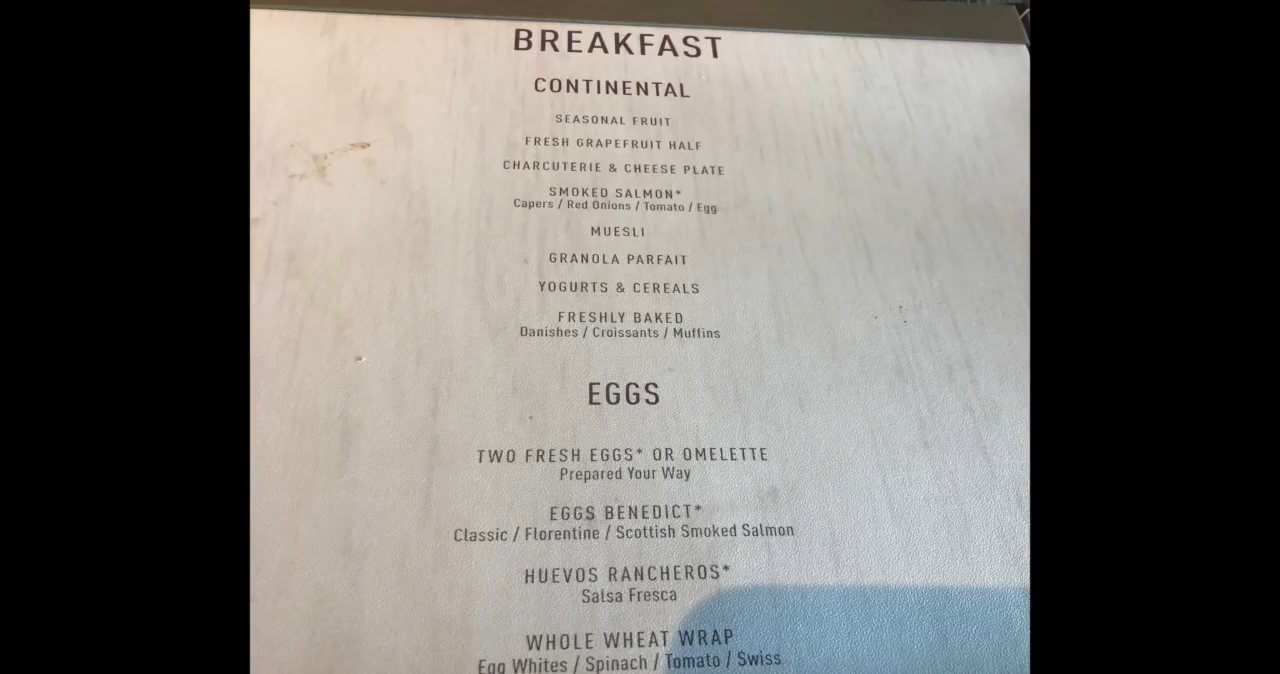 BREAKFAST
CONTINENTAL
SEASONAL FRUIT
FRESH GRAPEFRUIT HALF
CHARCUTERIE & CHEESE PLATE
SMOKED SALMON*
Capers / Red Onions / Tomato / Egg
MUESLI
GRANOLA PARFAIT
YOGURTS & CEREALS
FRESHLY BAKED
Danishes / Croissants / Muffins
EGGS
TWO FRESH EGGS* OR OMELETTE
Prepared Your Way
EGGS BENEDICT*
Classic / Florentine / Scottish Smoked Salmon
HUEVOS RANCHEROS*
Salsa Fresca
WHOLE WHEAT WRAP
Egg Whites / Spinach / Tomato / Swiss